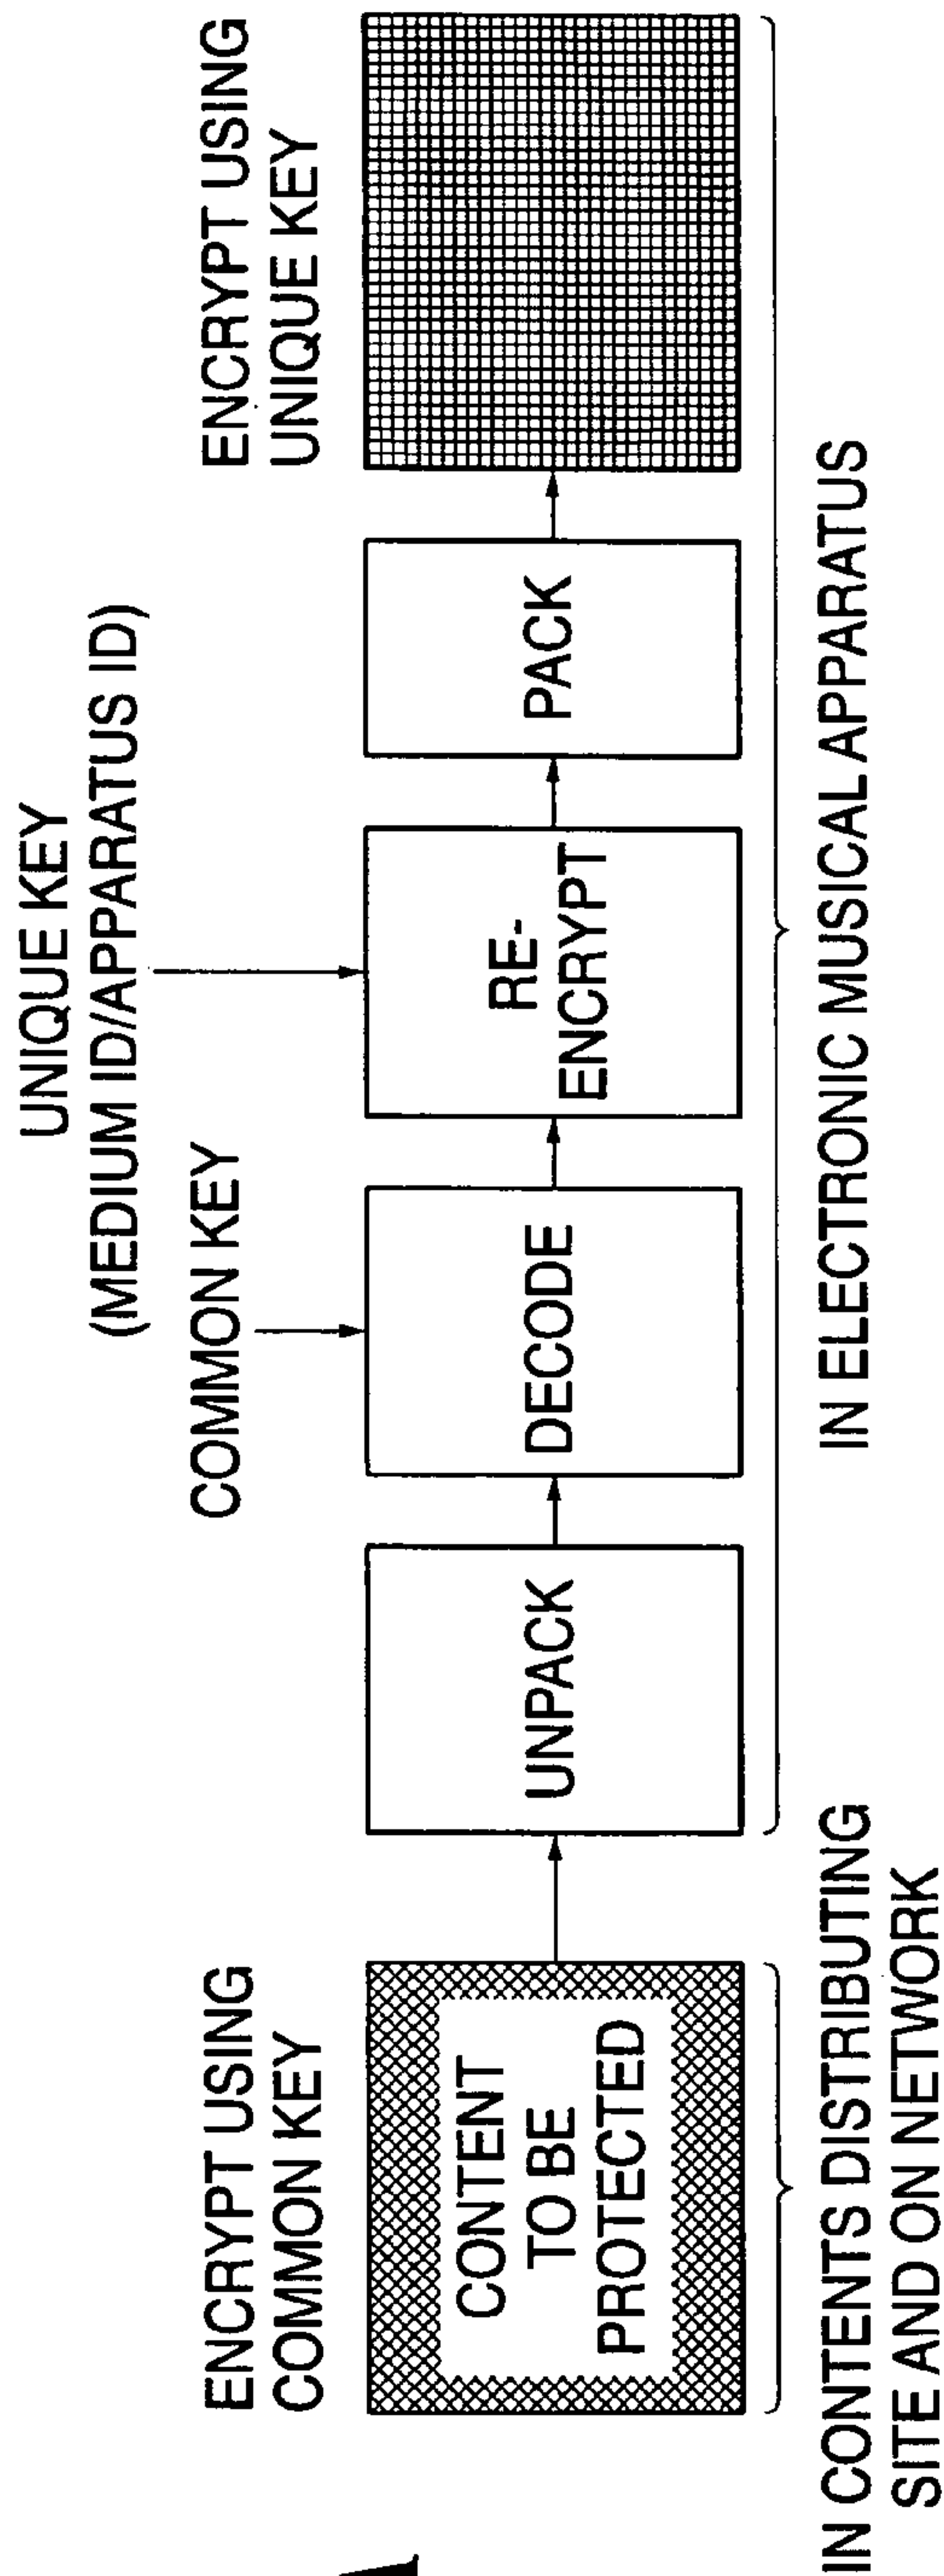 UNIQUE KEY
(MEDIUM ID/APPARATUS ID)
ENCRYPT USING
COMMON KEY
COMMON KEY
ENCRYPT USING
UNIQUE KEY
CONTENT
TO BE
PROTECTED
UNPACK
DECODE
RE-
ENCRYPT
PACK
IN CONTENTS DISTRIBUTING
SITE AND ON NETWORK
IN ELECTRONIC MUSICAL APPARATUS